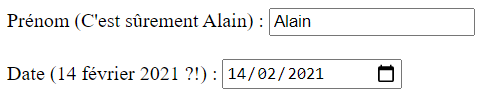 Prénom (C'est sûrement Alain) : Alain
Date (14 février 2021 ?!) : 14/02/2021